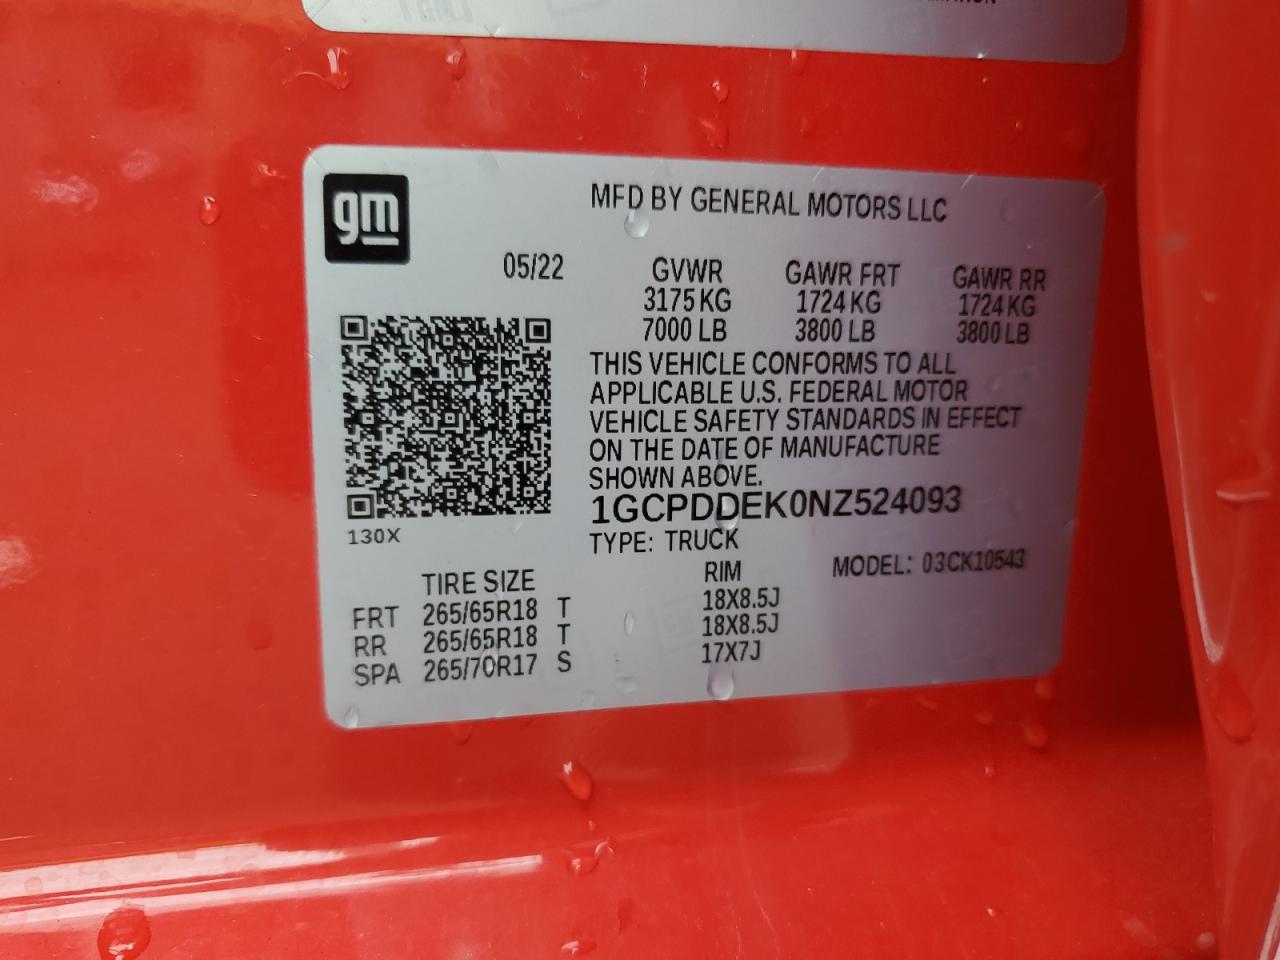 gm
MFD BY GENERAL MOTORS LLC
05/22
GVWR GAWR FRT GAWR RR
3175 KG 1724 KG 1724 KG
7000 LB 3800 LB 3800 LB
THIS VEHICLE CONFORMS TO ALL
APPLICABLE U.S. FEDERAL MOTOR
VEHICLE SAFETY STANDARDS IN EFFECT
ON THE DATE OF MANUFACTURE
SHOWN ABOVE.
1GCPDDEK0NZ524093
130X
TYPE: TRUCK
MODEL: 03CK10543
TIRE SIZE RIM
FRT 265/65R18 T 18X8.5J
RR 265/65R18 T 18X8.5J
SPA 265/70R17 S 17X7J